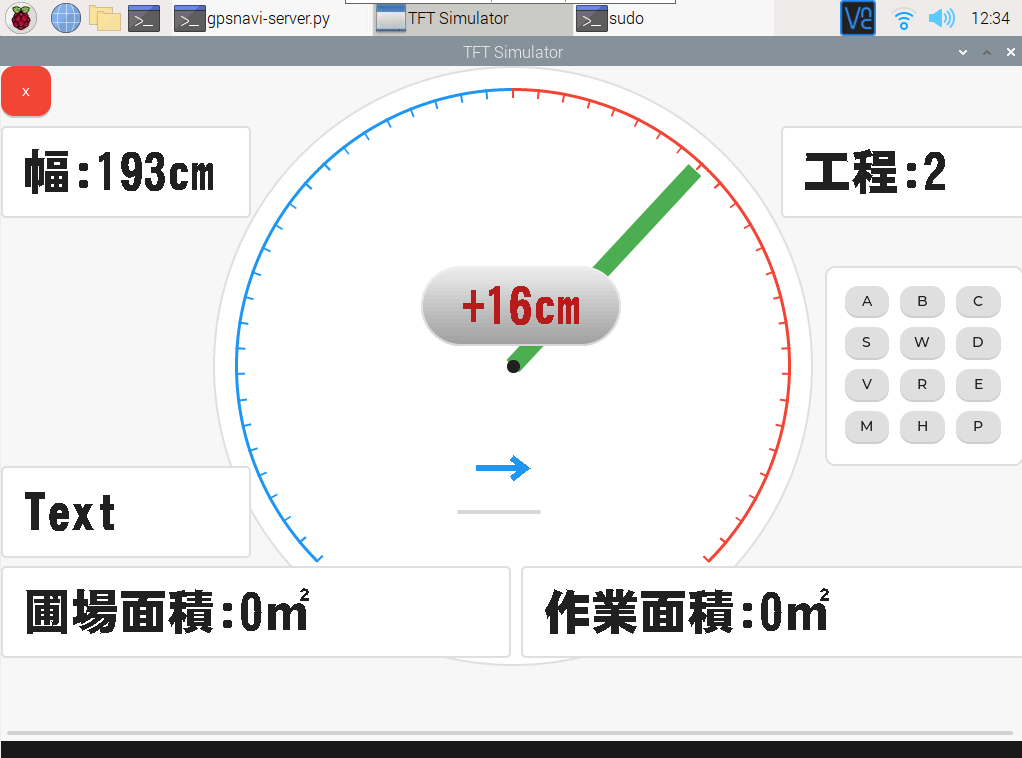 gpsnavi-server.py
TFT Simulator
sudo
12:34
TFT Simulator
x
幅:193cm
工程:2
+16cm
A B C
S W D
V R E
M H P
Text
圃場面積:0㎡
作業面積:0㎡